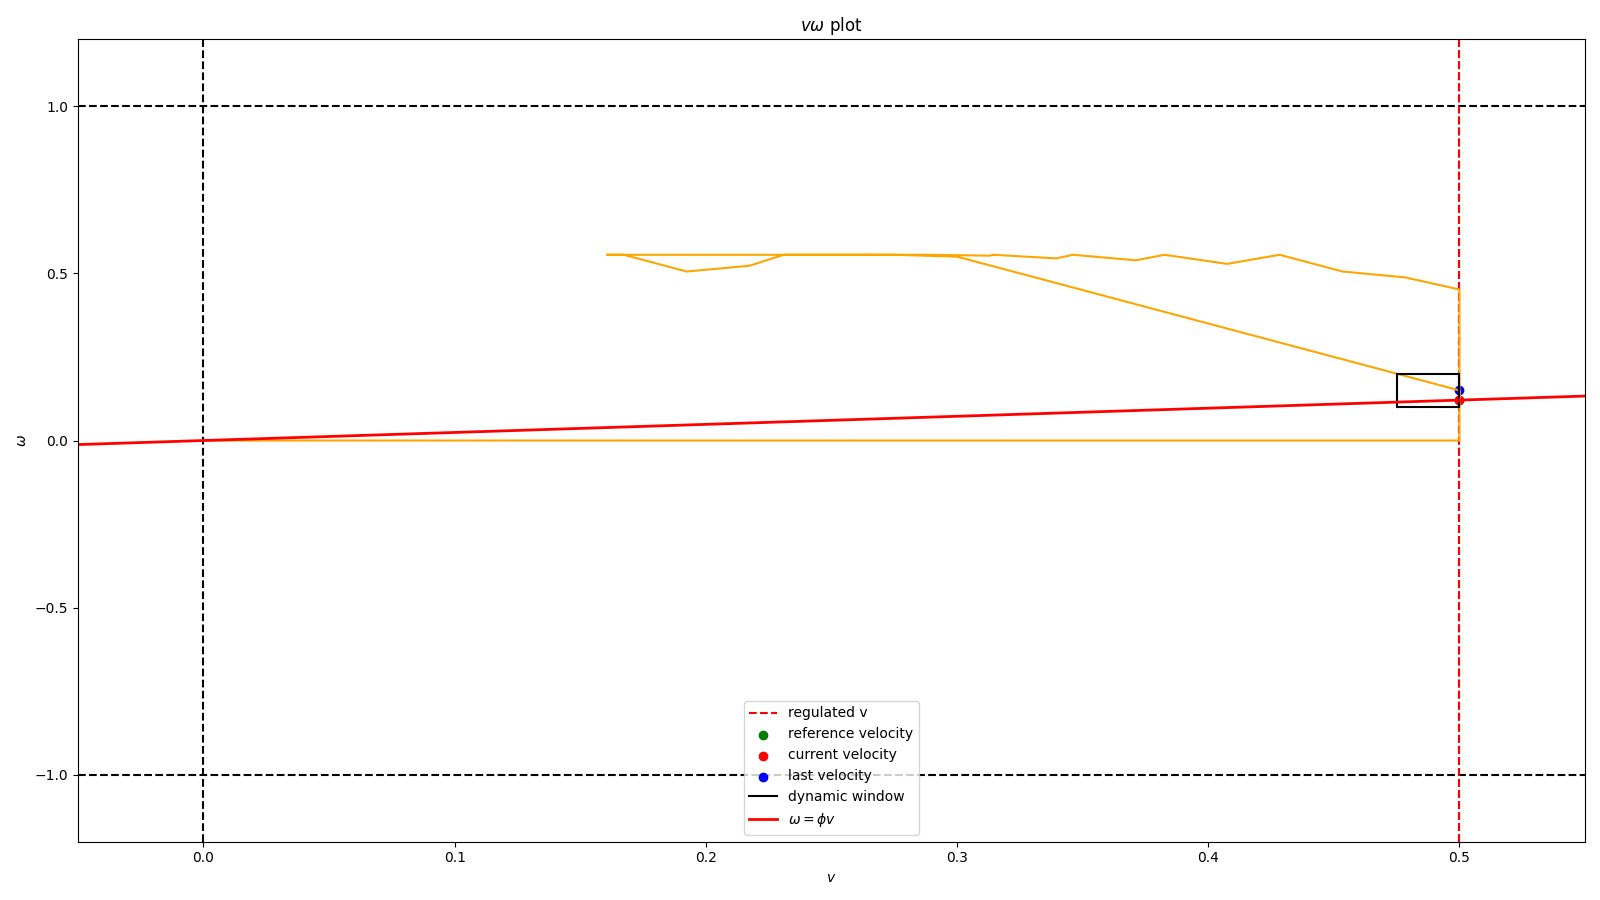 vω plot
1.0
0.5
0.0
−0.5
−1.0
ω
0.0 0.1 0.2 0.3 0.4 0.5
v
regulated v
reference velocity
current velocity
last velocity
dynamic window
ω = ϕv